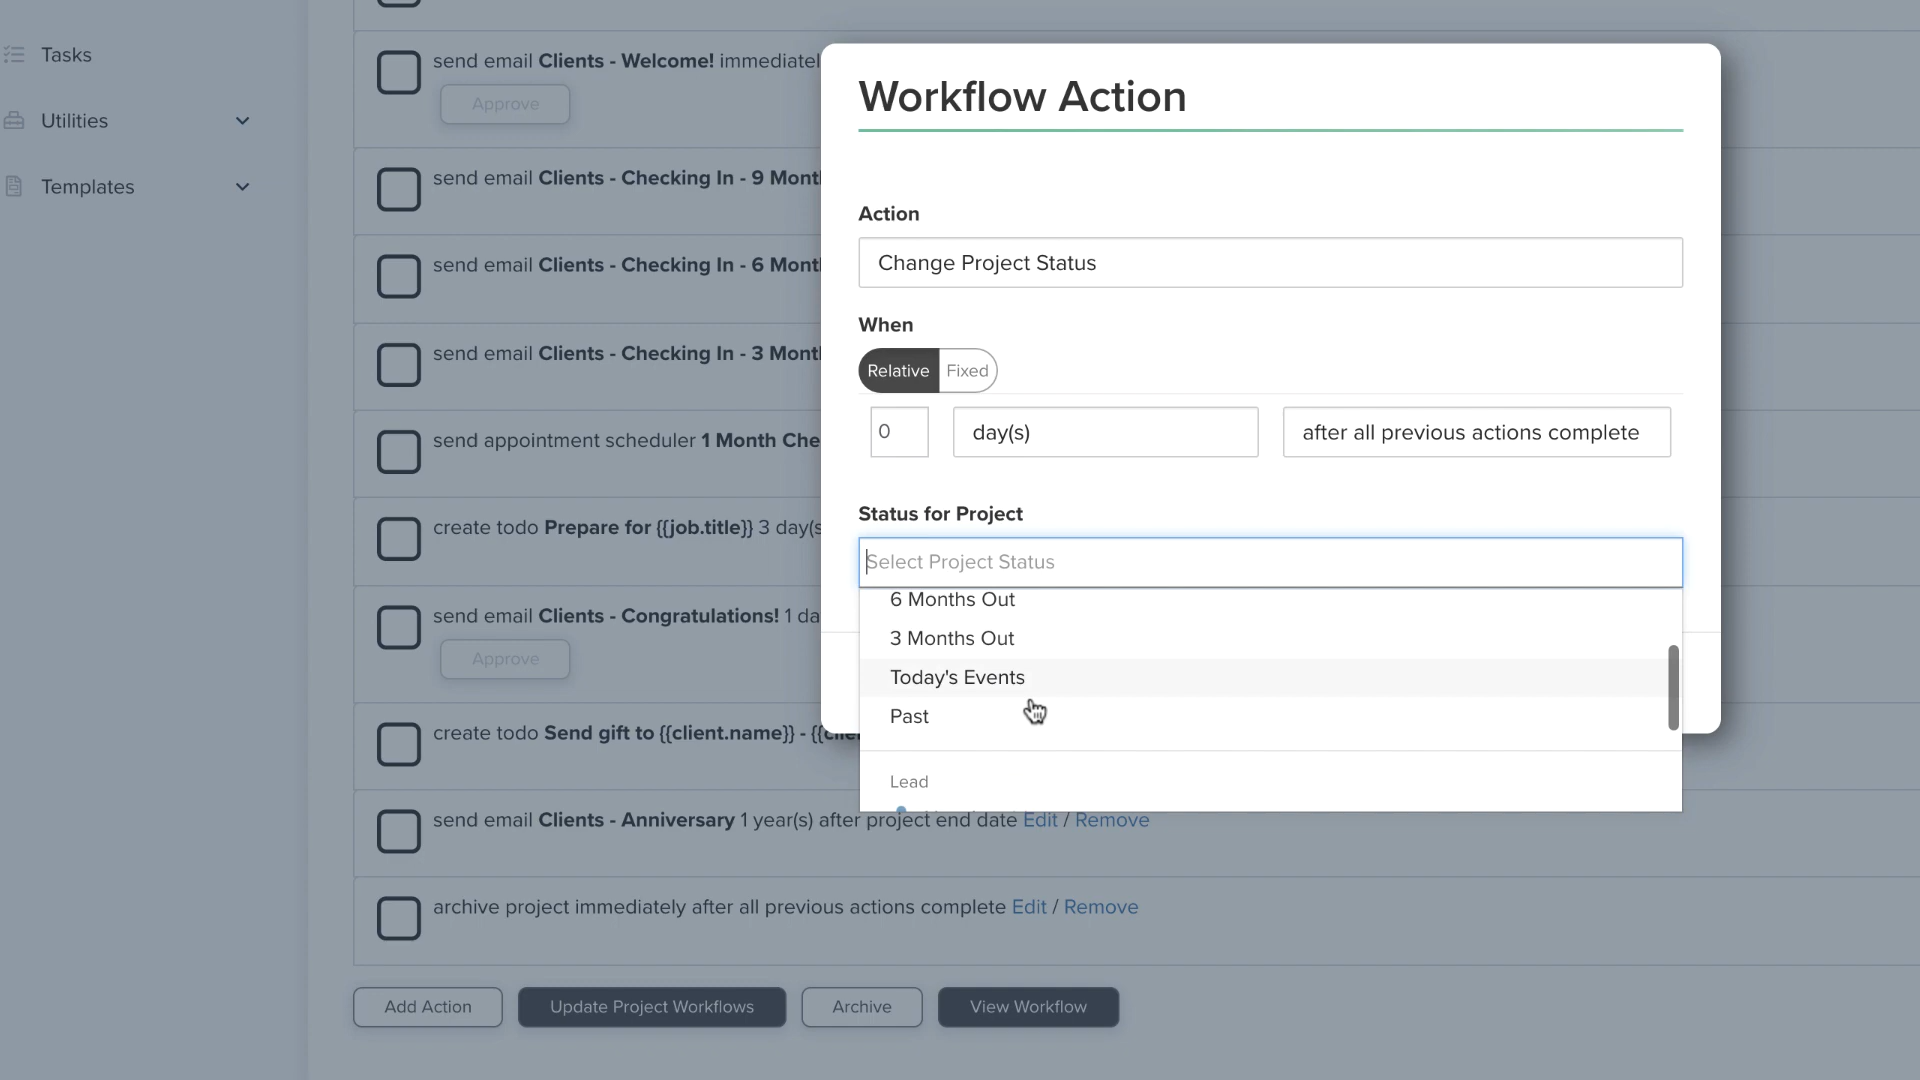 Tasks
Utilities
Templates
send email Clients - Welcome! immediatel
Approve
send email Clients - Checking In - 9 Month
send email Clients - Checking In - 6 Month
send email Clients - Checking In - 3 Month
send appointment scheduler 1 Month Che
create todo Prepare for {{job.title}} 3 day(s
send email Clients - Congratulations! 1 da
Approve
create todo Send gift to {{client.name}} - {{clie
send email Clients - Anniversary 1 year(s) after project end date Edit / Remove
archive project immediately after all previous actions complete Edit / Remove
Add Action
Update Project Workflows
Archive
View Workflow
Workflow Action
Action
Change Project Status
When
Relative Fixed
0 day(s) after all previous actions complete
Status for Project
Select Project Status
6 Months Out
3 Months Out
Today's Events
Past
Lead